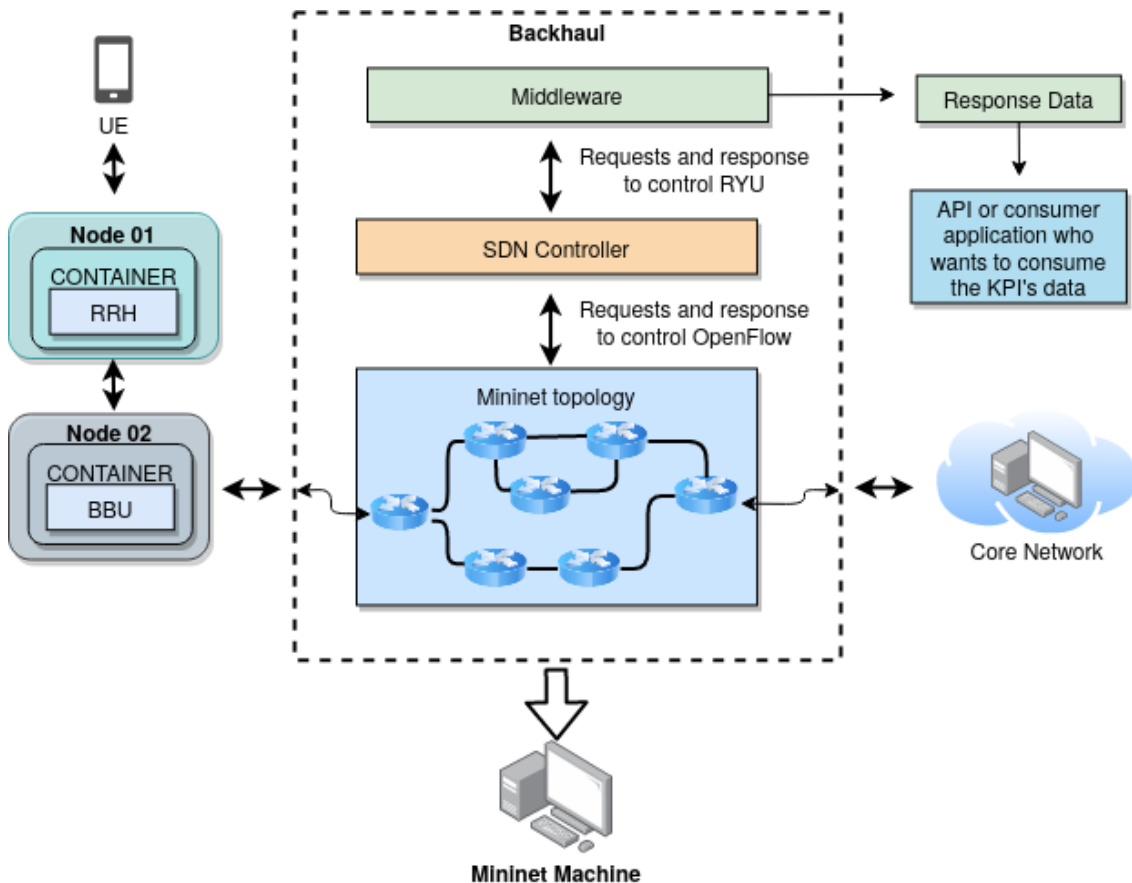 Backhaul
UE
Middleware
Response Data
Requests and response
to control RYU
API or consumer
application who
wants to consume
the KPI's data
Node 01
CONTAINER
RRH
SDN Controller
Requests and response
to control OpenFlow
Node 02
CONTAINER
BBU
Mininet topology
Core Network
Mininet Machine